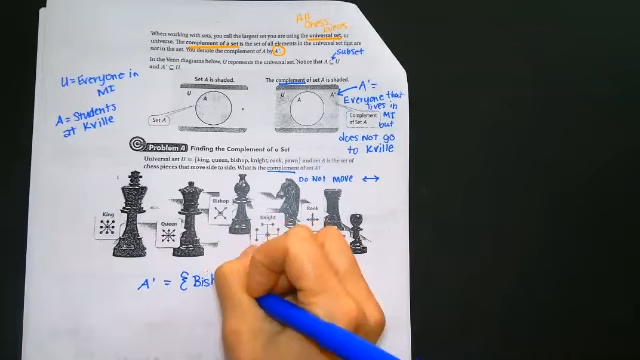 All
Chess
pieces
When working with sets, you call the largest set you are using the universal set, or
universe. The complement of a set is the set of all elements in the universal set that are
not in the set. You denote the complement of A by A'.
subset
In the Venn diagrams below, U represents the universal set. Notice that A ⊆ U
and A' ⊆ U.
U = Everyone in
MI
A = Students
at Kville
Set A is shaded.
U
A
Set A
The complement of set A is shaded.
U
A
A'
Complement
of Set A
A' =
Everyone that
lives in
MI
but
does not go
to Kville
Problem 4 Finding the Complement of a Set
Universal set U = {king, queen, bishop, knight, rook, pawn} and set A is the set of
chess pieces that move side to side. What is the complement of set A?
Do Not move ↔
King
Queen
Bishop
Knight
Rook
A' = { Bish